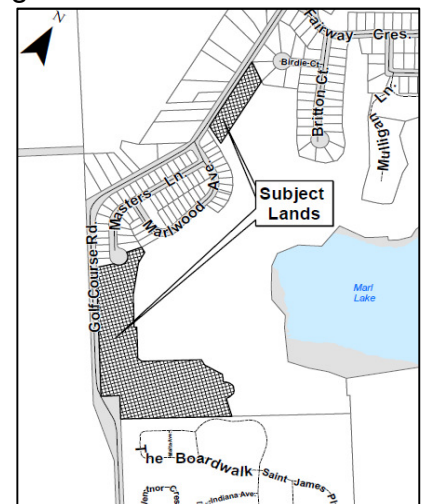 N
Fairway Cres.
Birdie Ct.
Britton Ct.
Mulligan Ln.
Masters Ln.
Marlwood Ave.
Golf Course Rd.
Subject
Lands
Marl
Lake
The Boardwalk
Saint James Pl
Indiana Ave.